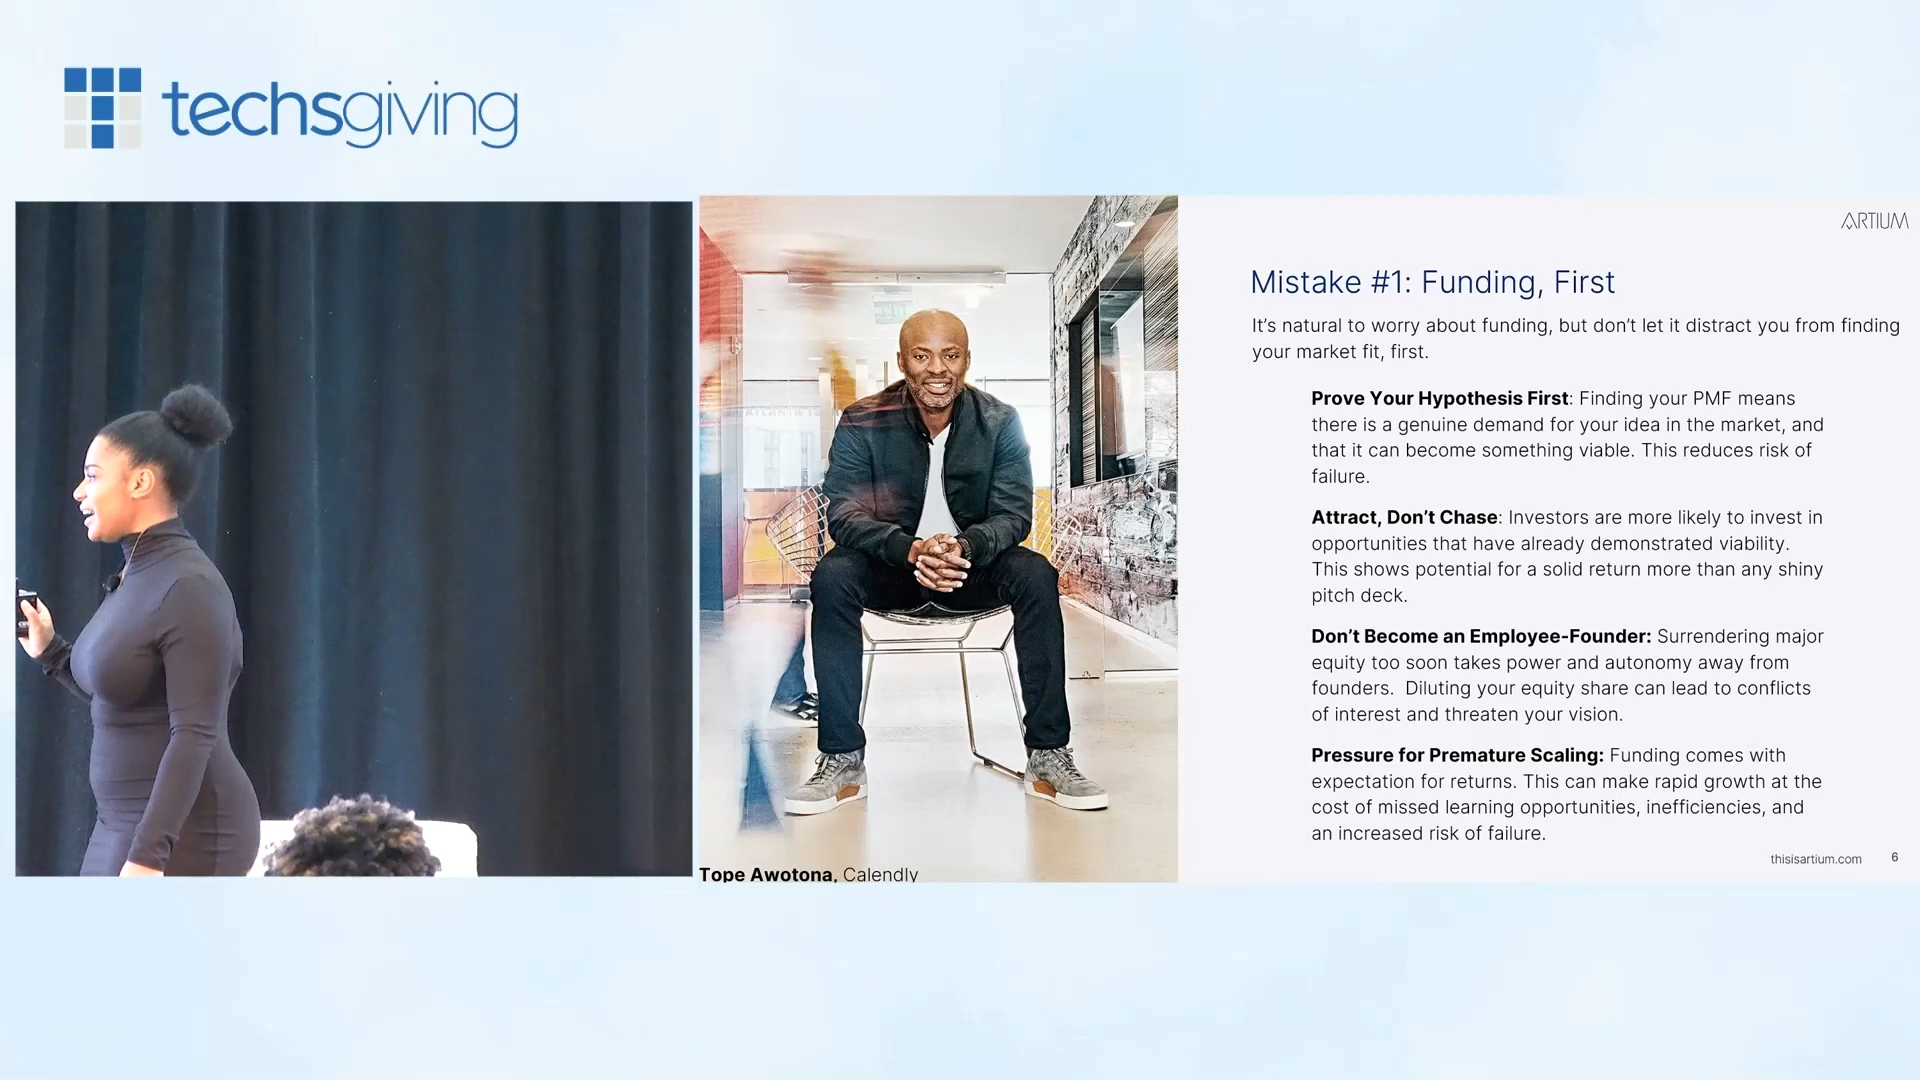 techsgiving
ARTIUM
Mistake #1: Funding, First
It's natural to worry about funding, but don't let it distract you from finding
your market fit, first.
Prove Your Hypothesis First: Finding your PMF means
there is a genuine demand for your idea in the market, and
that it can become something viable. This reduces risk of
failure.
Attract, Don't Chase: Investors are more likely to invest in
opportunities that have already demonstrated viability.
This shows potential for a solid return more than any shiny
pitch deck.
Don't Become an Employee-Founder: Surrendering major
equity too soon takes power and autonomy away from
founders.  Diluting your equity share can lead to conflicts
of interest and threaten your vision.
Pressure for Premature Scaling: Funding comes with
expectation for returns. This can make rapid growth at the
cost of missed learning opportunities, inefficiencies, and
an increased risk of failure.
thisisartium.com 6
Tope Awotona, Calendly